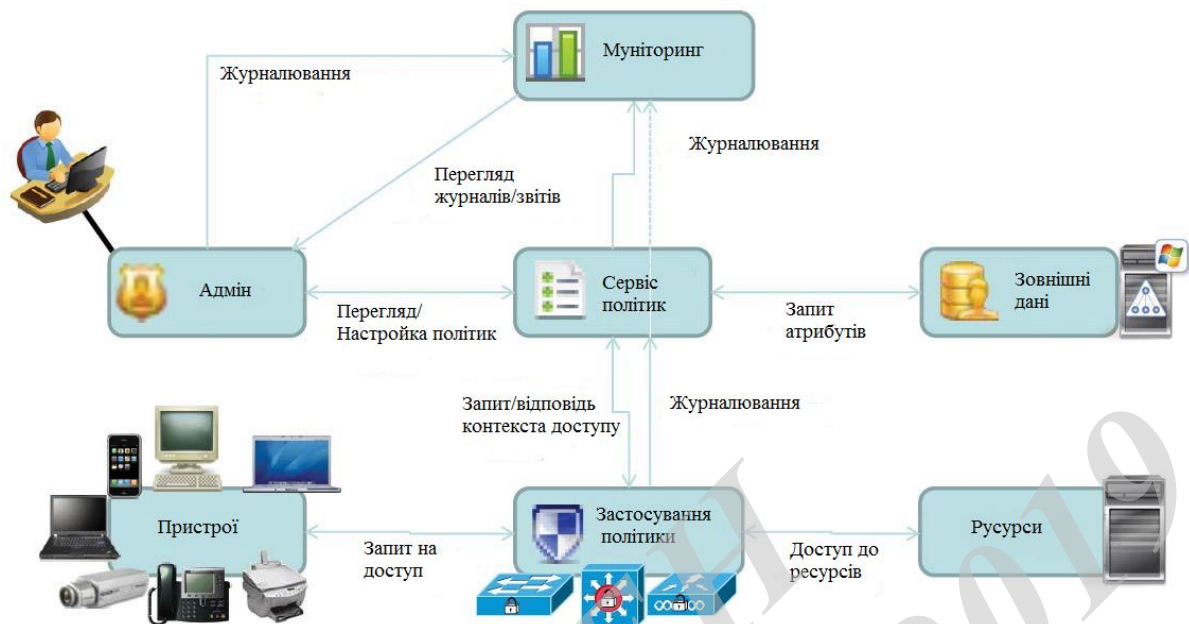 Муніторинг
Журналювання
Журналювання
Перегляд
журналів/звітів
Адмін
Сервіс
політик
Зовнішні
дані
Перегляд/
Настройка політик
Запит
атрибутів
Запит/відповідь
контекста доступу
Журналювання
Пристрої
Застосування
політики
Русурси
Запит на
доступ
Доступ до
ресурсів
2019